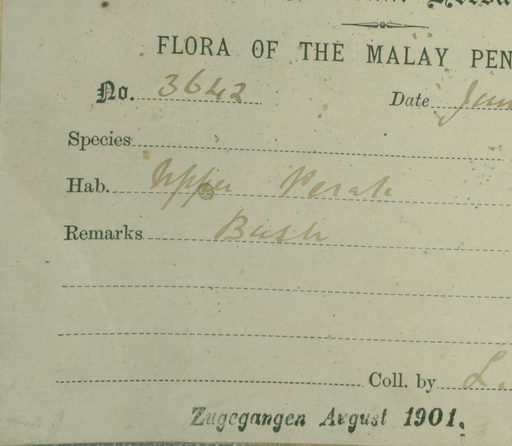 FLORA OF THE MALAY PEN
No. 3642 Date Jun
Species
Hab. Upper Perak
Remarks Bush
Coll. by L.
Zugegangen August 1901.